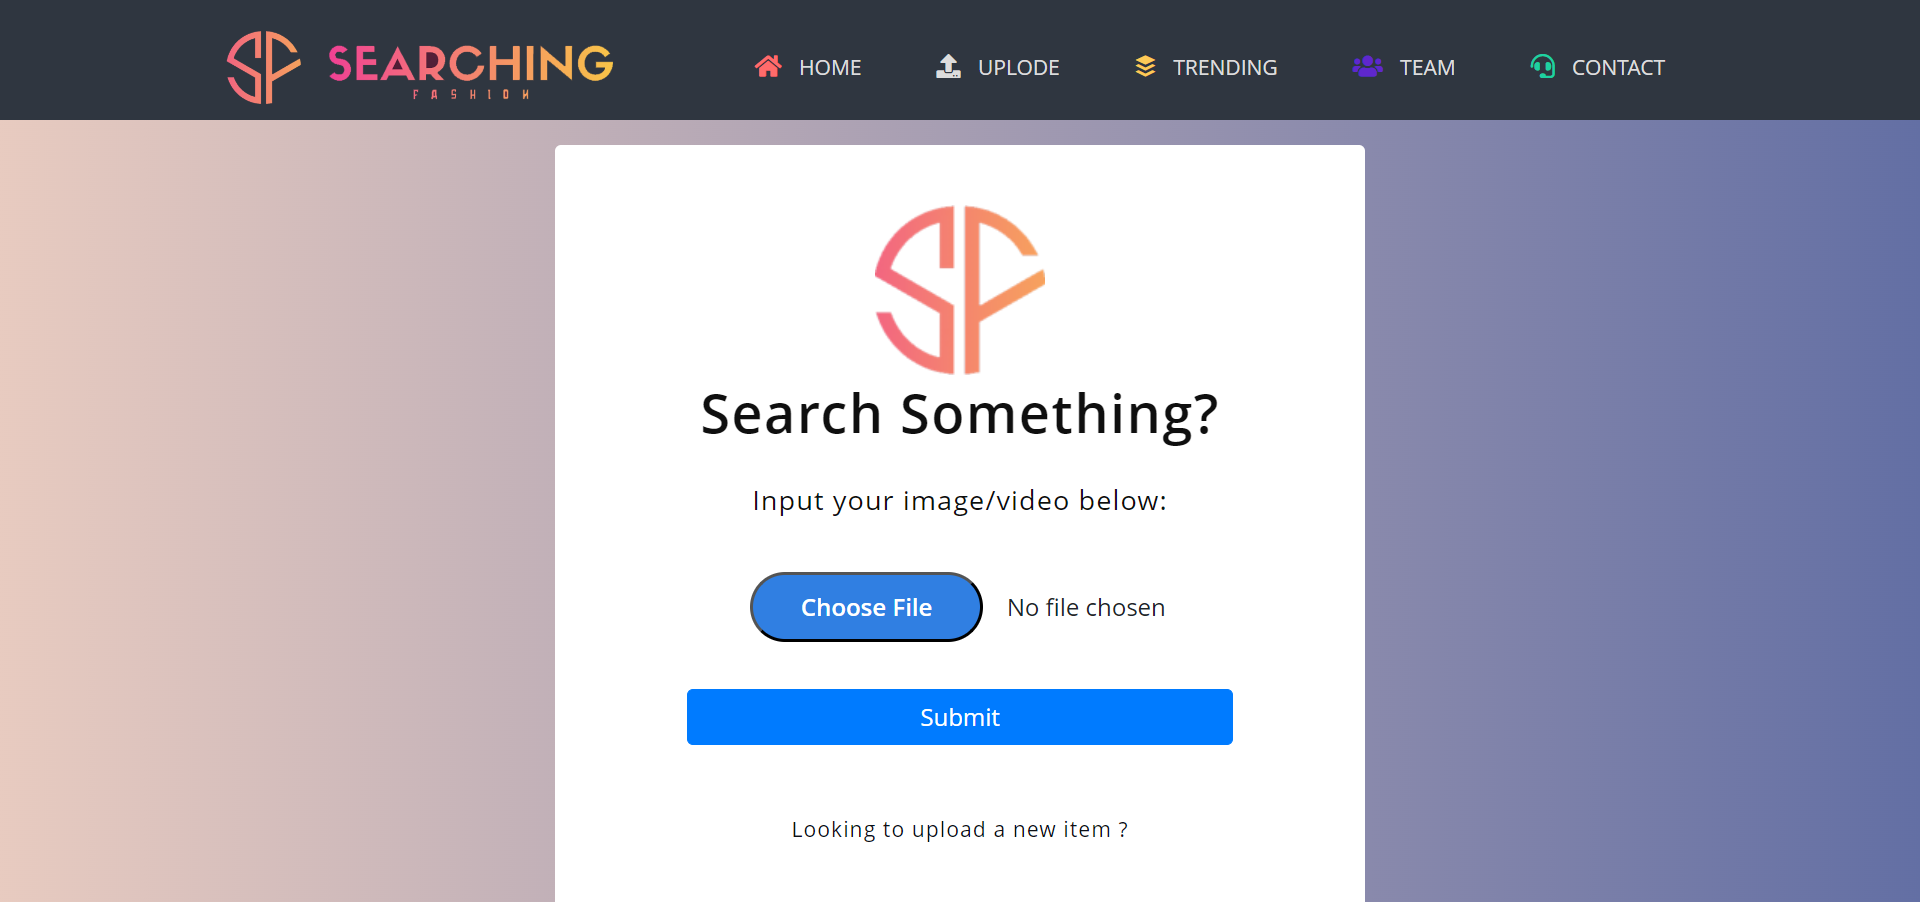 SEARCHING
FASHION
HOME
UPLODE
TRENDING
TEAM
CONTACT
Search Something?
Input your image/video below:
Choose File
No file chosen
Submit
Looking to upload a new item ?